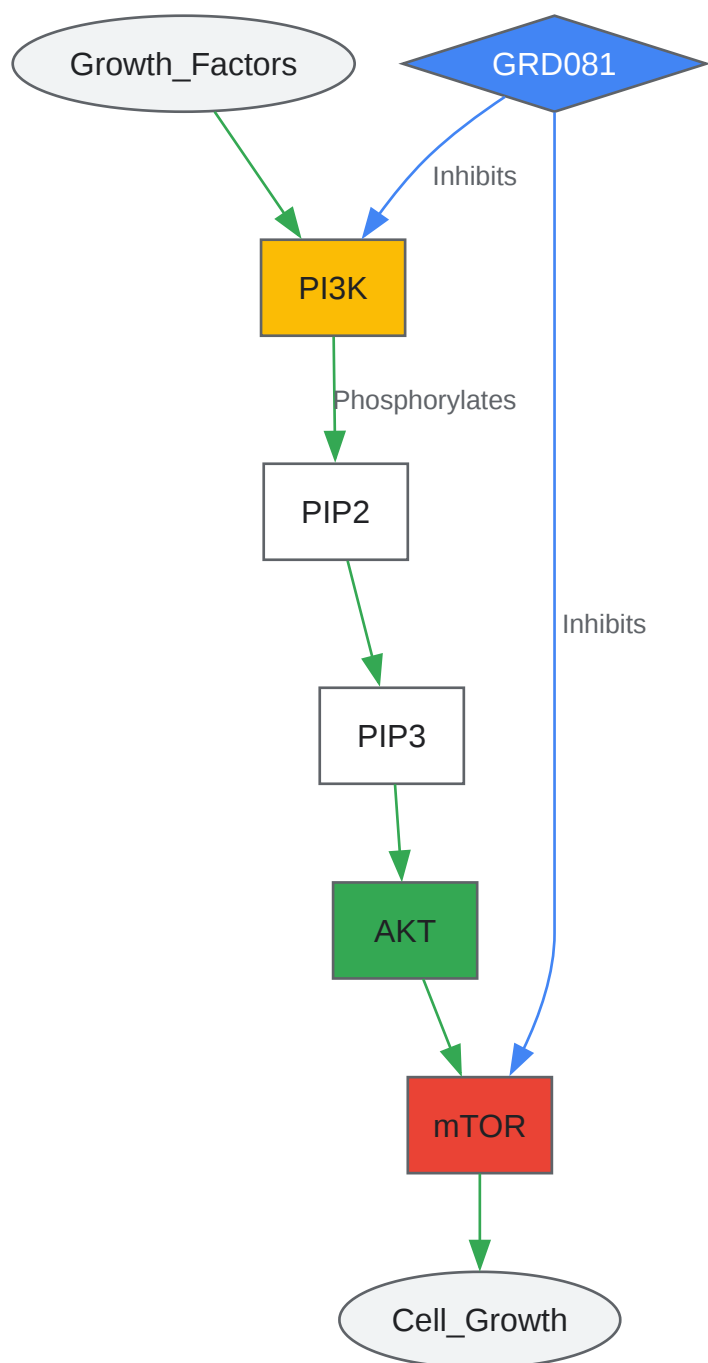 Growth_Factors
GRD081
Inhibits
PI3K
Phosphorylates
PIP2
Inhibits
PIP3
AKT
mTOR
Cell_Growth